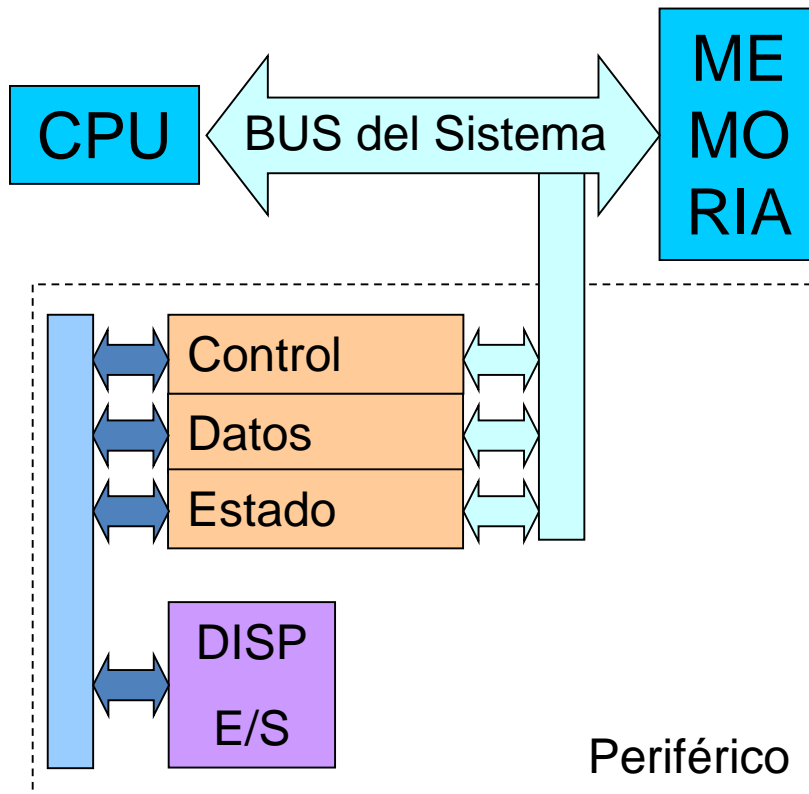 CPU
BUS del Sistema
ME
MO
RIA
Control
Datos
Estado
DISP
E/S
Periférico